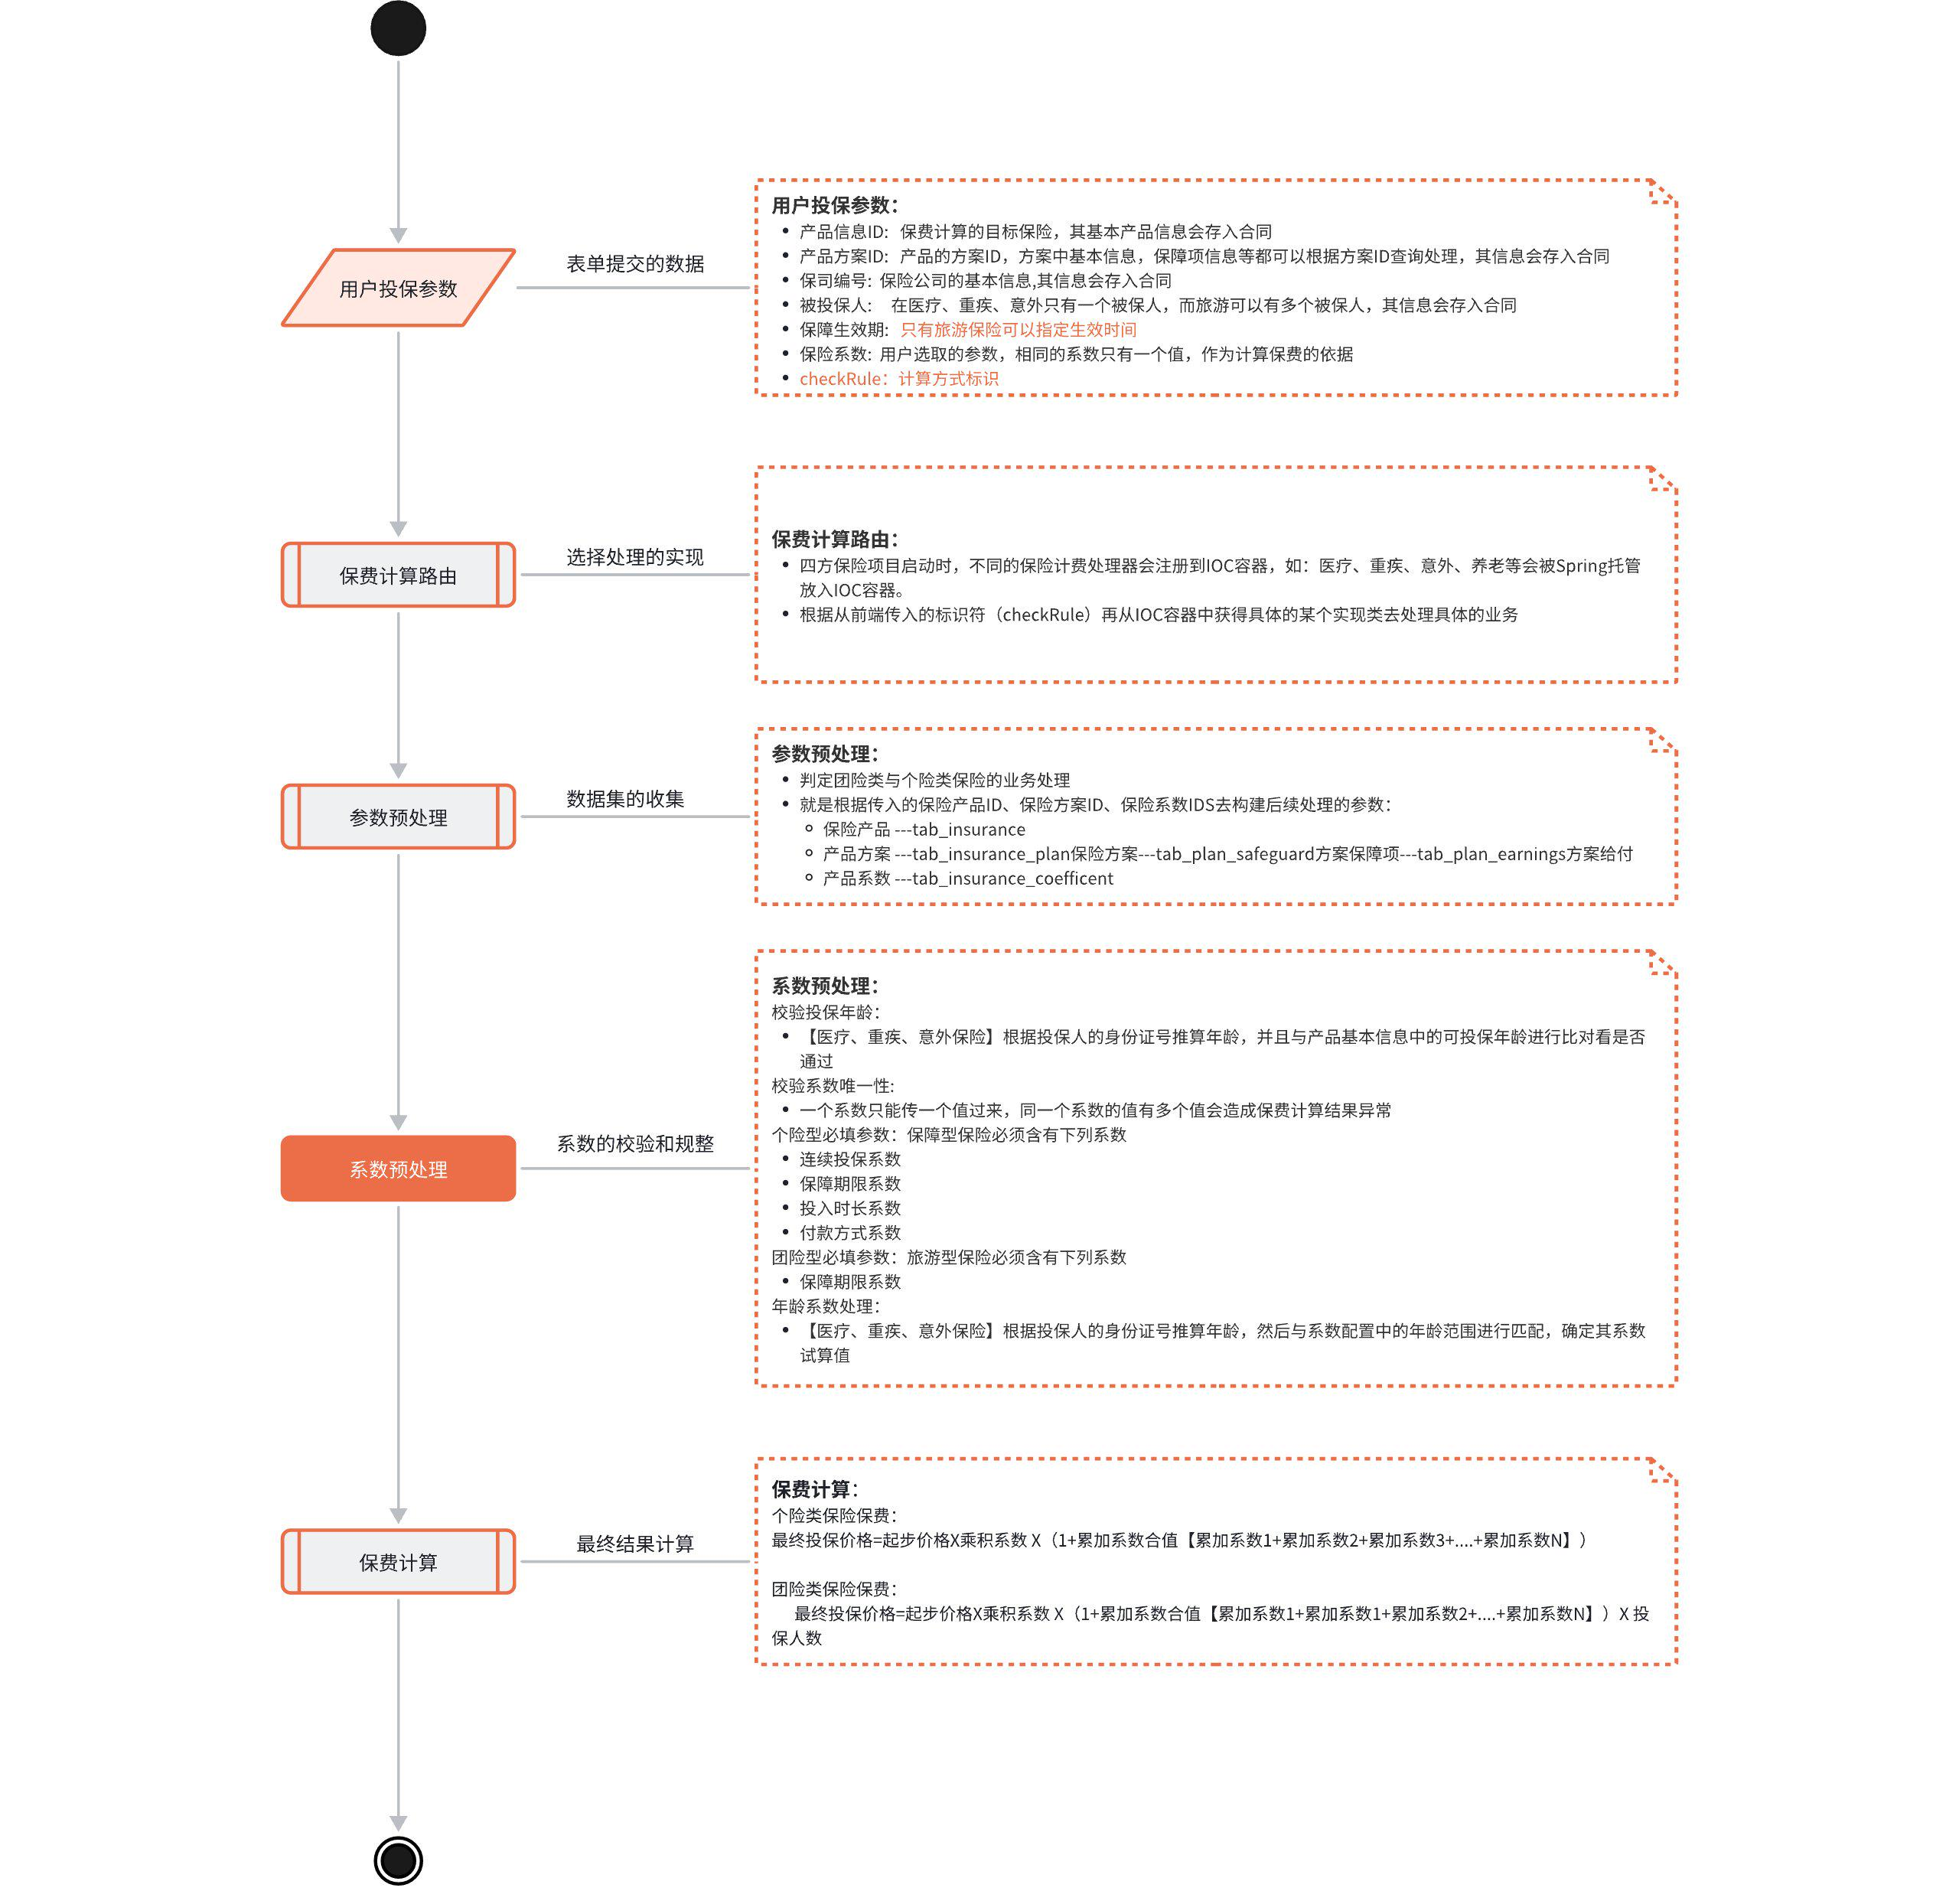 用户投保参数
表单提交的数据
用户投保参数：
产品信息ID：保费计算的目标保险，其基本产品信息会存入合同
产品方案ID：产品的方案ID，方案中基本信息，保障项信息等都可以根据方案ID查询处理，其信息会存入合同
保司编号：保险公司的基本信息,其信息会存入合同
被投保人：  在医疗、重疾、意外只有一个被保人，而旅游可以有多个被保人，其信息会存入合同
保障生效期：只有旅游保险可以指定生效时间
保险系数：用户选取的参数，相同的系数只有一个值，作为计算保费的依据
checkRule：计算方式标识
保费计算路由
选择处理的实现
保费计算路由：
四方保险项目启动时，不同的保险计费处理器会注册到IOC容器，如：医疗、重疾、意外、养老等会被Spring托管
放入IOC容器。
根据从前端传入的标识符（checkRule）再从IOC容器中获得具体的某个实现类去处理具体的业务
参数预处理
数据集的收集
参数预处理：
判定团险类与个险类保险的业务处理
就是根据传入的保险产品ID、保险方案ID、保险系数IDS去构建后续处理的参数：
保险产品 ---tab_insurance
产品方案 ---tab_insurance_plan保险方案---tab_plan_safeguard方案保障项---tab_plan_earnings方案给付
产品系数 ---tab_insurance_coefficent
系数预处理
系数的校验和规整
系数预处理：
校验投保年龄：
【医疗、重疾、意外保险】根据投保人的身份证号推算年龄，并且与产品基本信息中的可投保年龄进行比对看是否
通过
校验系数唯一性:
一个系数只能传一个值过来，同一个系数的值有多个值会造成保费计算结果异常
个险型必填参数：保障型保险必须含有下列系数
连续投保系数
保障期限系数
投入时长系数
付款方式系数
团险型必填参数：旅游型保险必须含有下列系数
保障期限系数
年龄系数处理：
【医疗、重疾、意外保险】根据投保人的身份证号推算年龄，然后与系数配置中的年龄范围进行匹配，确定其系数
试算值
保费计算
最终结果计算
保费计算：
个险类保险保费：
最终投保价格=起步价格X乘积系数 X（1+累加系数合值【累加系数1+累加系数2+累加系数3+....+累加系数N】）
团险类保险保费：
最终投保价格=起步价格X乘积系数 X（1+累加系数合值【累加系数1+累加系数1+累加系数2+....+累加系数N】）X 投
保人数